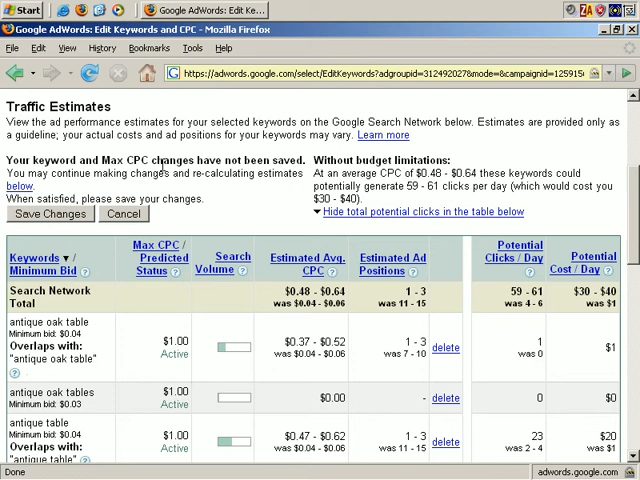 Start
Google AdWords: Edit Ke...
Google AdWords: Edit Keywords and CPC - Mozilla Firefox
File Edit View History Bookmarks Tools Help
https://adwords.google.com/select/EditKeywords?adgroupid=312492027&mode=&campaignid=125915
Traffic Estimates
View the ad performance estimates for your selected keywords on the Google Search Network below. Estimates are provided only as
a guideline; your actual costs and ad positions for your keywords may vary. Learn more
Your keyword and Max CPC changes have not been saved.
You may continue making changes and re-calculating estimates
below.
When satisfied, please save your changes.
Save Changes Cancel
Without budget limitations:
At an average CPC of $0.48 - $0.64 these keywords could
potentially generate 59 - 61 clicks per day (which would cost you
$30 - $40).
Hide total potential clicks in the table below
Keywords / Minimum Bid ? Max CPC / Predicted Status ? Search Volume ? Estimated Avg. CPC ? Estimated Ad Positions ? Potential Clicks / Day ? Potential Cost / Day ?
Search Network Total $0.48 - $0.64 1 - 3 59 - 61 $30 - $40
was $0.04 - $0.06 was 11 - 15 was 4 - 6 was $1
antique oak table
Minimum bid: $0.04
Overlaps with:
"antique oak table"
?
$1.00 $0.37 - $0.52 1 - 3 delete 1 $1
Active was $0.04 - $0.06 was 7 - 10 was 0
antique oak tables $1.00 $0.00 - delete 0 $0
Minimum bid: $0.03 Active
antique table
Minimum bid: $0.04
Overlaps with:
"antique table" ?
$1.00 $0.47 - $0.62 1 - 3 delete 23 $20
Active was $0.04 - $0.06 was 11 - 15 was 2 - 4 was $1
Done adwords.google.com